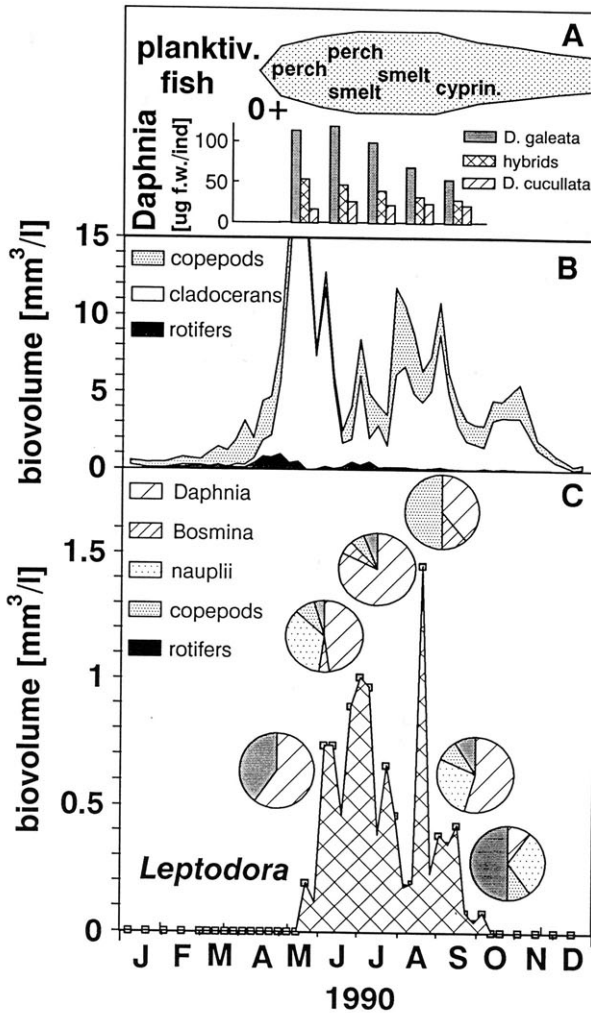 A
planktiv.
fish
perch
perch
smelt
smelt
cyprin.
0+
Daphnia
[ug f.w./ind]
100
50
0
D. galeata
hybrids
D. cucullata
B
biovolume [mm³/l]
15
10
5
0
copepods
cladocerans
rotifers
C
biovolume [mm³/l]
1.5
1
0.5
0
Daphnia
Bosmina
nauplii
copepods
rotifers
Leptodora
J F M A M J J A S O N D
1990